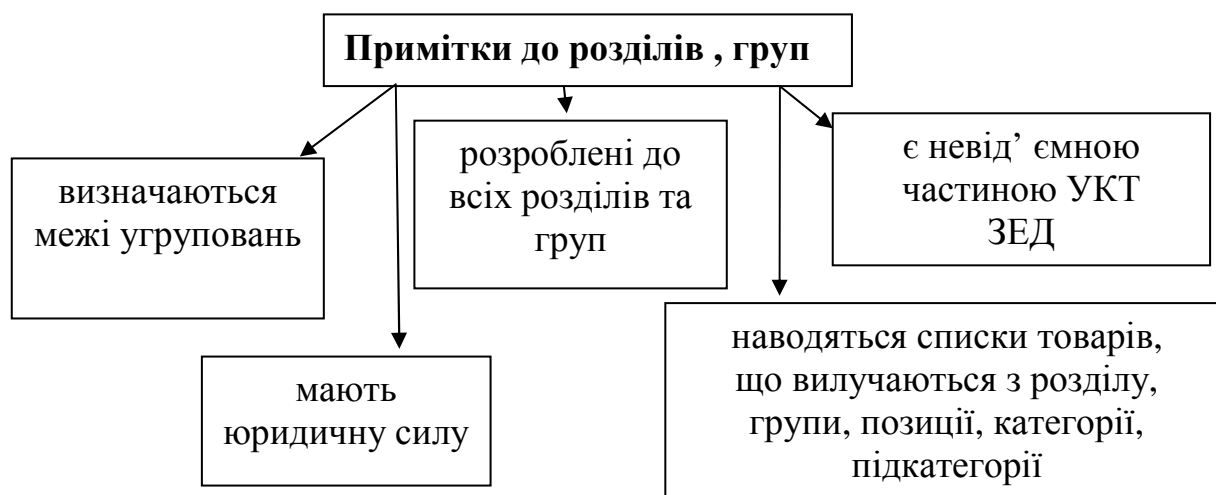 Примітки до розділів , груп
визначаються
межі угруповань
розроблені до
всіх розділів та
груп
є невід’ ємною
частиною УКТ
ЗЕД
мають
юридичну силу
наводяться списки товарів,
що вилучаються з розділу,
групи, позиції, категорії,
підкатегорії